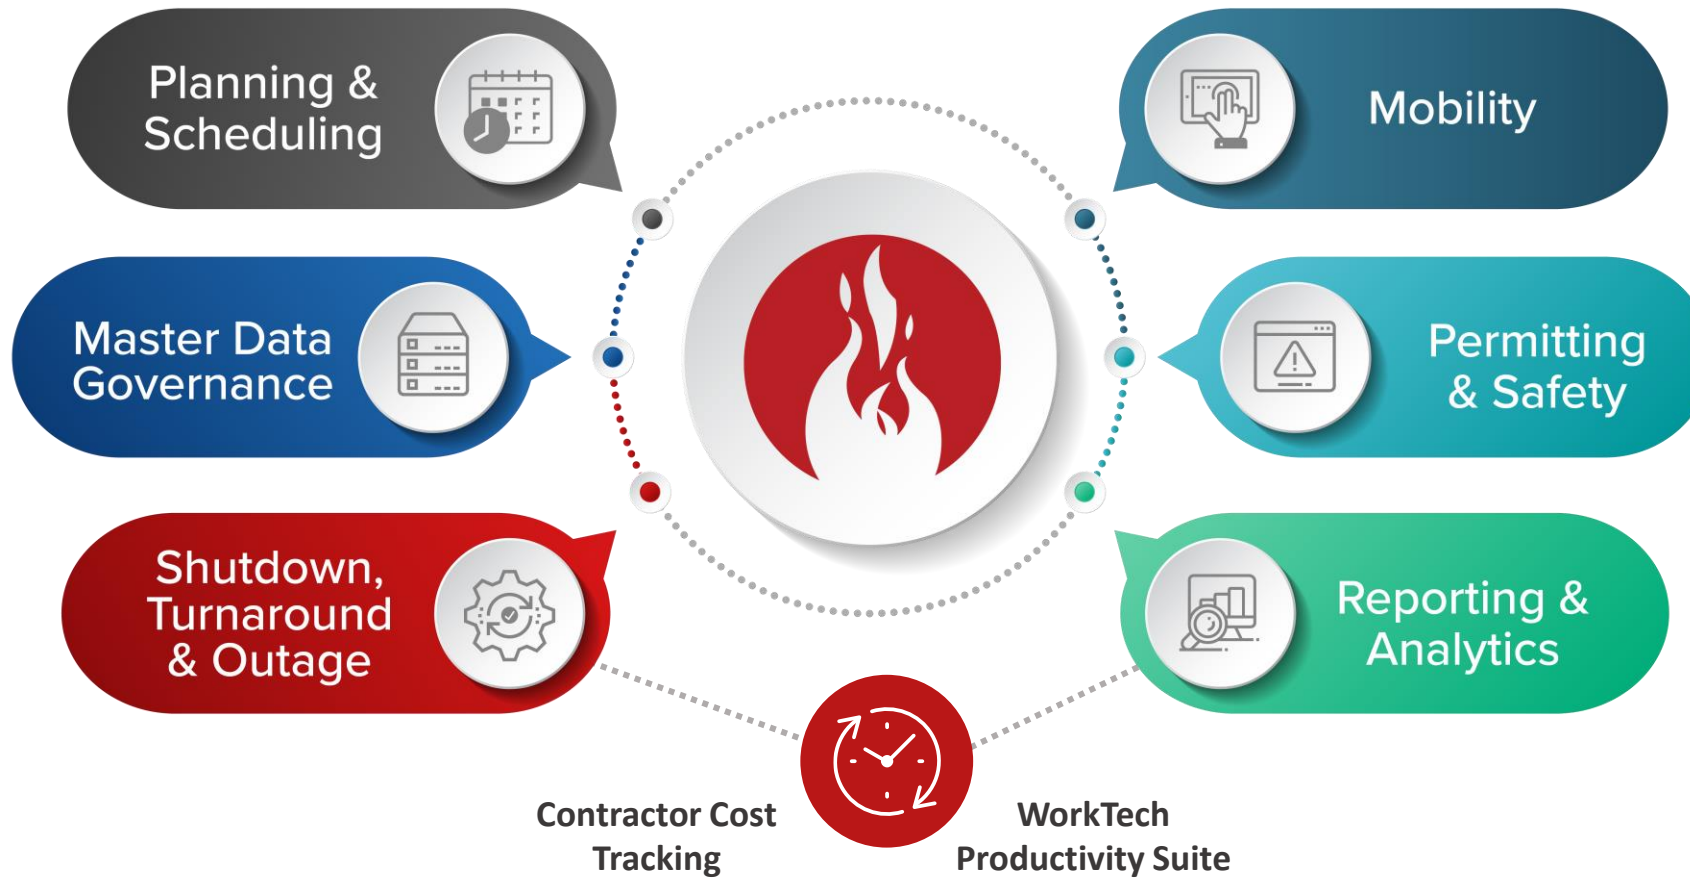 Planning &
Scheduling
Mobility
Master Data
Governance
Permitting
& Safety
Shutdown,
Turnaround
& Outage
Reporting &
Analytics
Contractor Cost
Tracking
WorkTech
Productivity Suite